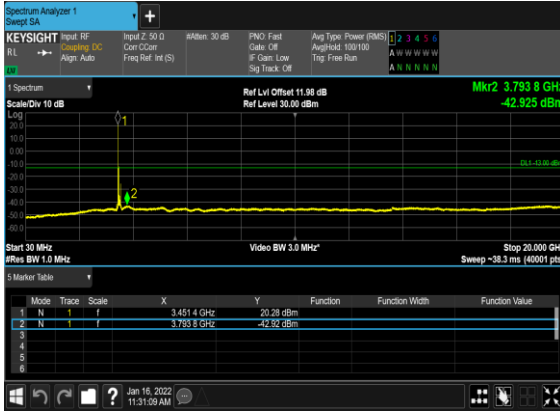 Spectrum Analyzer 1
Swept SA
+
KEYSIGHT Input: RF Input Z: 50 Ω #Atten: 30 dB PNO: Fast Avg Type: Power (RMS) 1 2 3 4 5 6
RL Coupling: DC Corr CCorr Gate: Off Avg|Hold: 100/100 A W W W W W
Align: Auto Freq Ref: Int (S) IF Gain: Low Trig: Free Run
Sig Track: Off A N N N N N
1 Spectrum Ref Lvl Offset 11.98 dB Mkr2 3.793 8 GHz
Scale/Div 10 dB Ref Level 30.00 dBm -42.925 dBm
Log
20.0
10.0
0.00
-10.0
-20.0
-30.0
-40.0
-50.0
-60.0
1
2
DL1 -13.00 dBm
Start 30 MHz Video BW 3.0 MHz* Stop 20.000 GH
#Res BW 1.0 MHz Sweep ~38.3 ms (40001 pts
5 Marker Table
Mode Trace Scale X Y Function Function Width Function Value
1 N 1 f 3.451 4 GHz 20.28 dBm
2 N 1 f 3.793 8 GHz -42.92 dBm
3
4
5
6
? Jan 16, 2022
11:31:09 AM